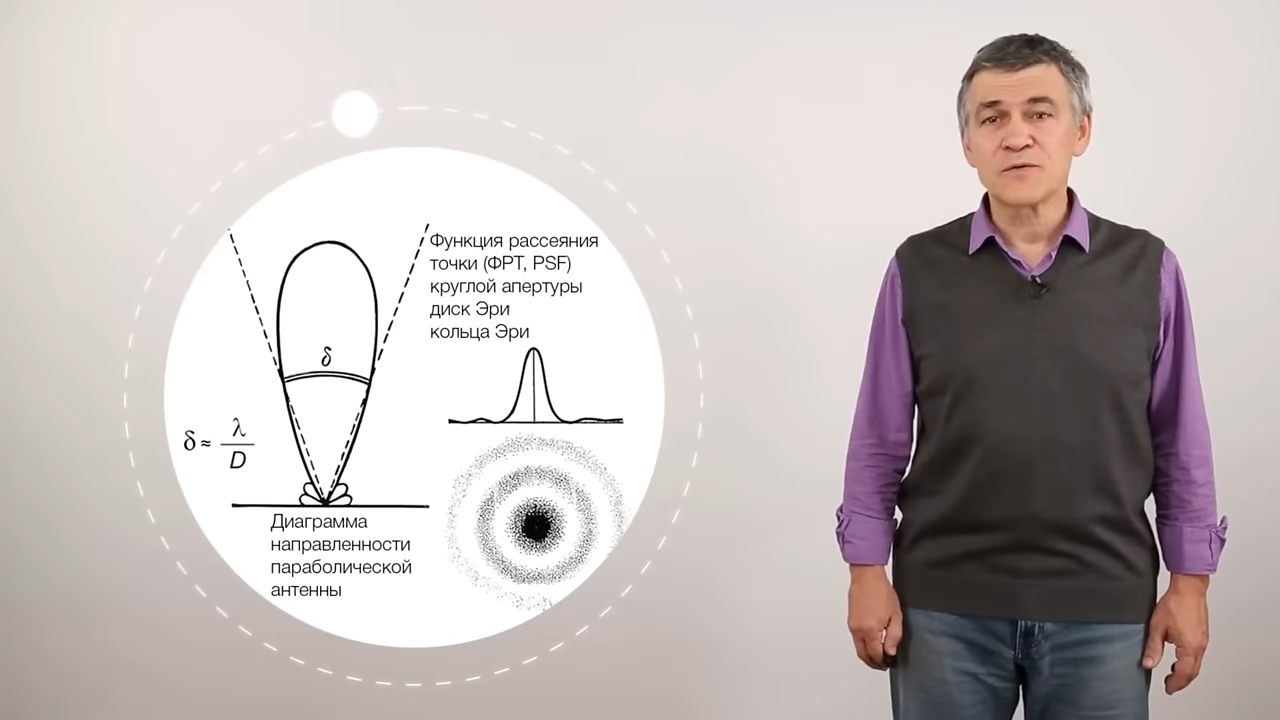 Функция рассеяния
точки (ФРТ, PSF)
круглой апертуры
диск Эри
кольца Эри
δ
δ ≈ λ / D
Диаграмма
направленности
параболической
антенны